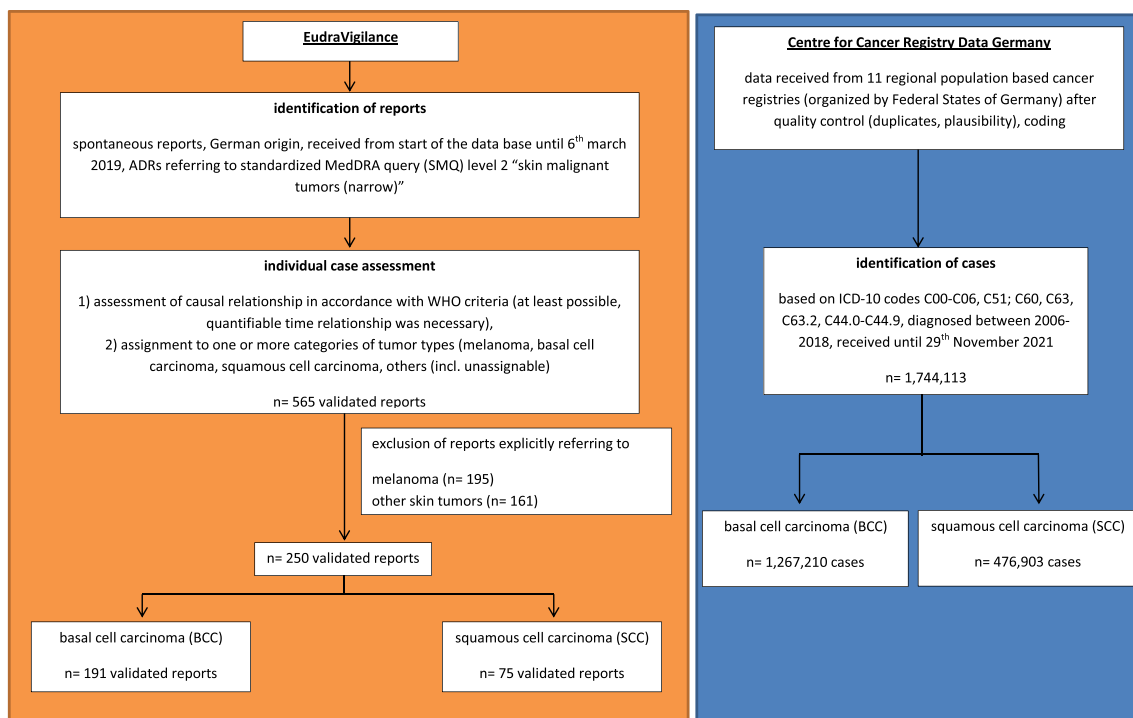 EudraVigilance
identification of reports
spontaneous reports, German origin, received from start of the data base until 6th march
2019, ADRs referring to standardized MedDRA query (SMQ) level 2 “skin malignant
tumors (narrow)”
individual case assessment
1) assessment of causal relationship in accordance with WHO criteria (at least possible,
quantifiable time relationship was necessary),
2) assignment to one or more categories of tumor types (melanoma, basal cell
carcinoma, squamous cell carcinoma, others (incl. unassignable)
n= 565 validated reports
exclusion of reports explicitly referring to
melanoma (n= 195)
other skin tumors (n= 161)
n= 250 validated reports
basal cell carcinoma (BCC)
n= 191 validated reports
squamous cell carcinoma (SCC)
n= 75 validated reports
Centre for Cancer Registry Data Germany
data received from 11 regional population based cancer
registries (organized by Federal States of Germany) after
quality control (duplicates, plausibility), coding
identification of cases
based on ICD-10 codes C00-C06, C51; C60, C63,
C63.2, C44.0-C44.9, diagnosed between 2006-
2018, received until 29th November 2021
n= 1,744,113
basal cell carcinoma (BCC)
n= 1,267,210 cases
squamous cell carcinoma (SCC)
n= 476,903 cases